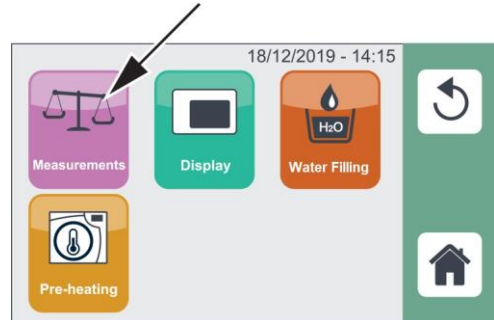 18/12/2019 - 14:15
Measurements
Display
H2O
Water Filling
Pre-heating